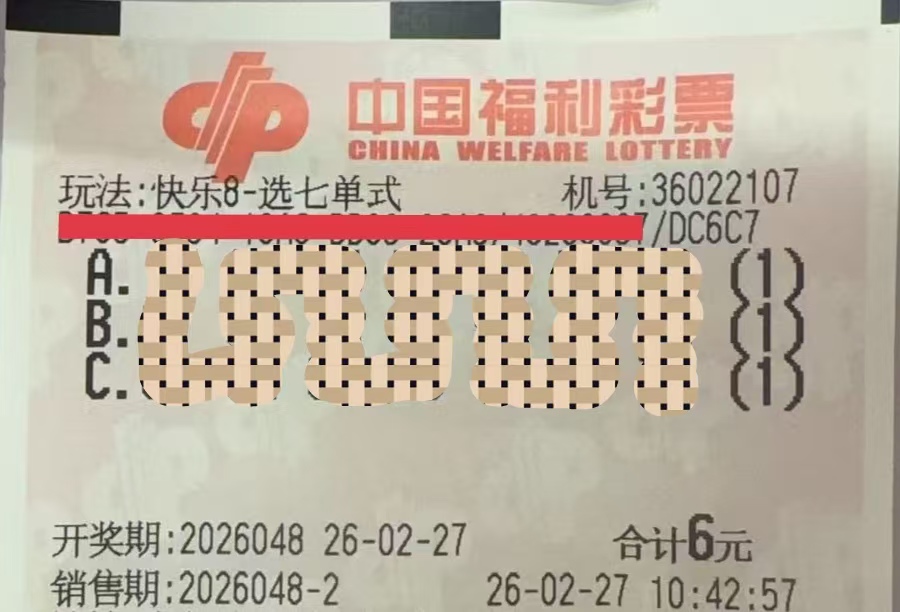 中国福利彩票
CHINA WELFARE LOTTERY
玩法:快乐8-选七单式 机号:36022107
/DC6C7
A. (1)
B. (1)
C. (1)
开奖期:2026048 26-02-27 合计6元
销售期:2026048-2 26-02-27 10:42:57